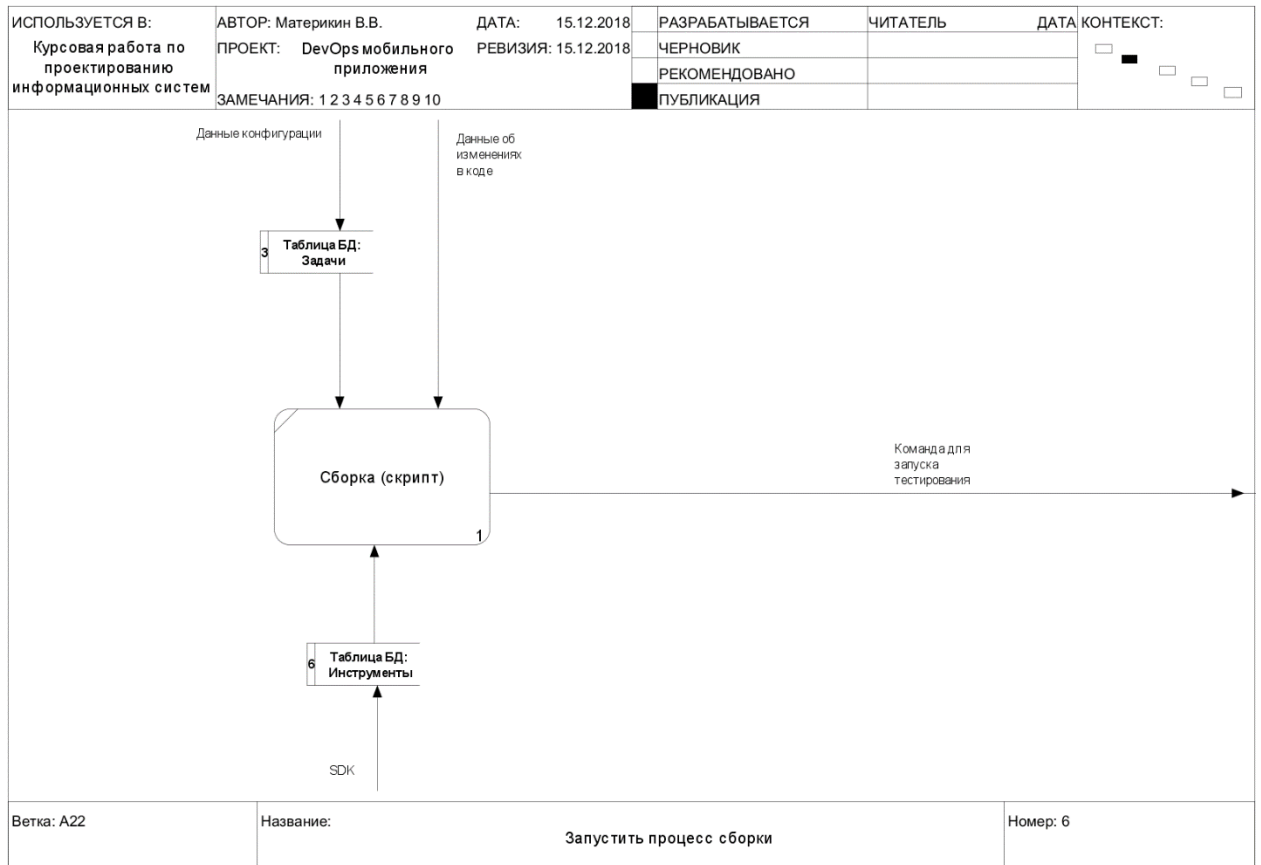 ИСПОЛЬЗУЕТСЯ В:
Курсовая работа по
проектированию
информационных систем
АВТОР: Материкин В.В.
ДАТА: 15.12.2018
ПРОЕКТ: DevOps мобильного
приложения
РЕВИЗИЯ: 15.12.2018
ЗАМЕЧАНИЯ: 1 2 3 4 5 6 7 8 9 10
РАЗРАБАТЫВАЕТСЯ
ЧЕРНОВИК
РЕКОМЕНДОВАНО
ПУБЛИКАЦИЯ
ЧИТАТЕЛЬ
ДАТА
КОНТЕКСТ:
Данные конфигурации
Данные об
изменениях
в коде
3
Таблица БД:
Задачи
Сборка (скрипт)
1
Команда для
запуска
тестирования
6
Таблица БД:
Инструменты
SDK
Ветка: A22
Название:
Запустить процесс сборки
Номер: 6